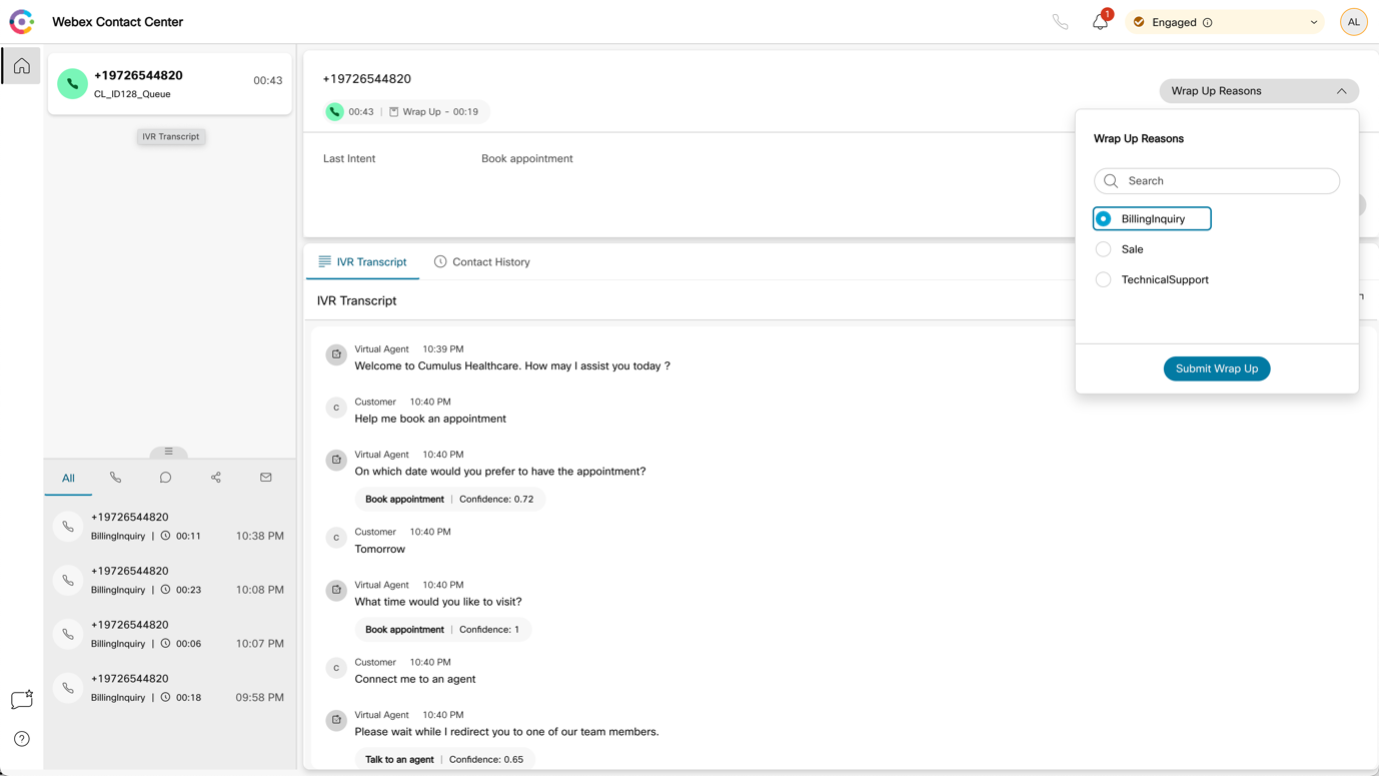 Webex Contact Center
1
Engaged
AL
+19726544820
CL_ID128_Queue
00:43
IVR Transcript
All
+19726544820
BillingInquiry | 00:11
10:38 PM
+19726544820
BillingInquiry | 00:23
10:08 PM
+19726544820
BillingInquiry | 00:06
10:07 PM
+19726544820
BillingInquiry | 00:18
09:58 PM
+19726544820
00:43 | Wrap Up - 00:19
Last Intent
Book appointment
Wrap Up Reasons
Wrap Up Reasons
Search
BillingInquiry
Sale
TechnicalSupport
Submit Wrap Up
IVR Transcript
Contact History
IVR Transcript
Virtual Agent 10:39 PM
Welcome to Cumulus Healthcare. How may I assist you today ?
C
Customer 10:40 PM
Help me book an appointment
Virtual Agent 10:40 PM
On which date would you prefer to have the appointment?
Book appointment | Confidence: 0.72
C
Customer 10:40 PM
Tomorrow
Virtual Agent 10:40 PM
What time would you like to visit?
Book appointment | Confidence: 1
C
Customer 10:40 PM
Connect me to an agent
Virtual Agent 10:40 PM
Please wait while I redirect you to one of our team members.
Talk to an agent | Confidence: 0.65